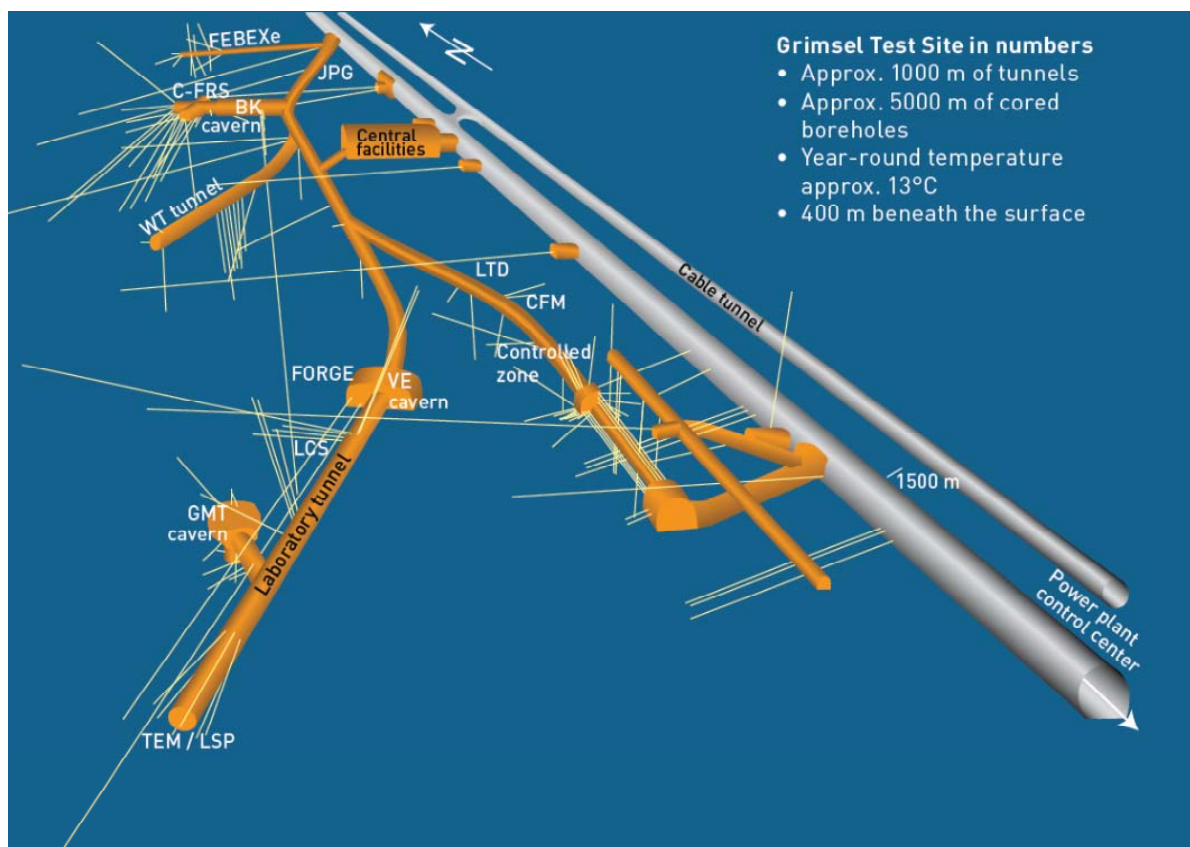 FEBEXe
N
JPG
C-FRS
BK
cavern
Central
facilities
WT tunnel
LTD
CFM
Controlled
zone
FORGE
VE
cavern
LCS
Laboratory tunnel
GMT
cavern
TEM / LSP
Cable tunnel
1500 m
Power plant
control center
Grimsel Test Site in numbers
• Approx. 1000 m of tunnels
• Approx. 5000 m of cored
boreholes
• Year-round temperature
approx. 13°C
• 400 m beneath the surface